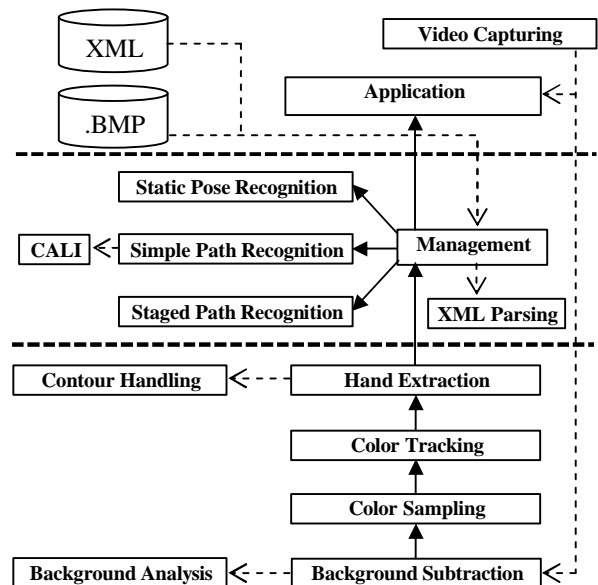 XML
Video Capturing
Application
.BMP
Static Pose Recognition
CALI
Simple Path Recognition
Management
Staged Path Recognition
XML Parsing
Contour Handling
Hand Extraction
Color Tracking
Color Sampling
Background Analysis
Background Subtraction